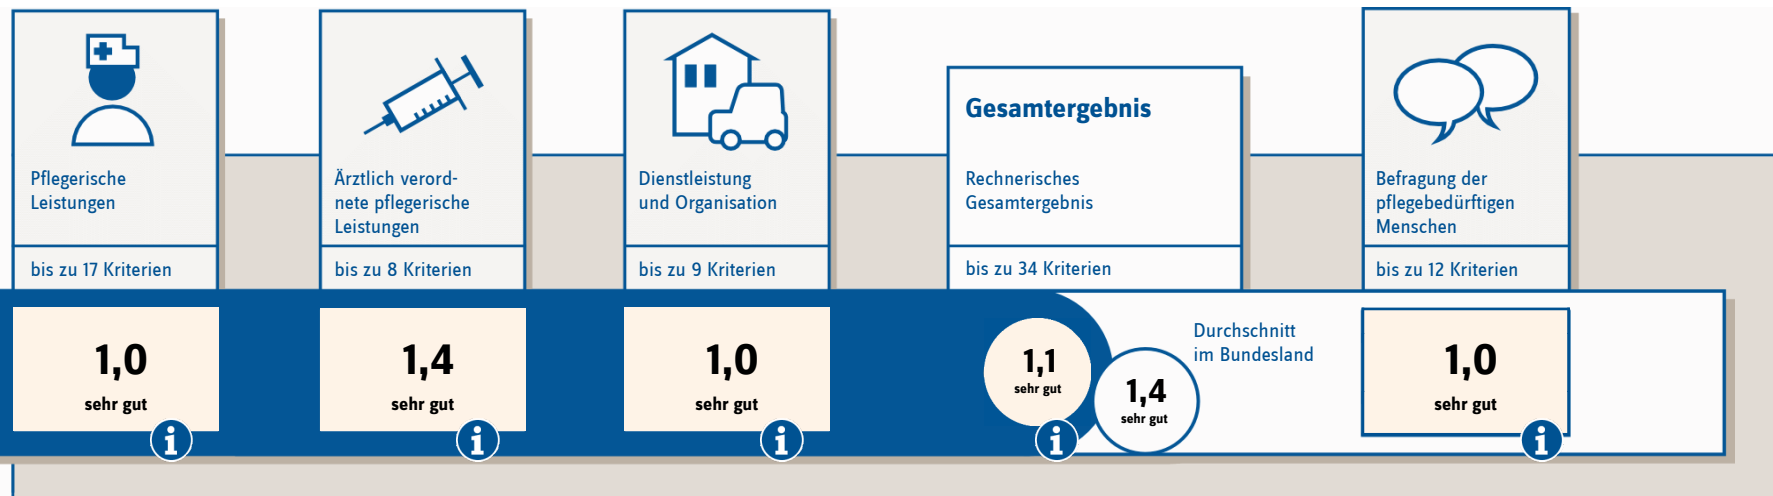 Pflegerische
Leistungen
bis zu 17 Kriterien
1,0
sehr gut
i
Ärztlich verord-
nete pflegerische
Leistungen
bis zu 8 Kriterien
1,4
sehr gut
i
Dienstleistung
und Organisation
bis zu 9 Kriterien
1,0
sehr gut
i
Gesamtergebnis
Rechnerisches
Gesamtergebnis
bis zu 34 Kriterien
1,1
sehr gut
i
Durchschnitt
im Bundesland
1,4
sehr gut
Befragung der
pflegebedürftigen
Menschen
bis zu 12 Kriterien
1,0
sehr gut
i